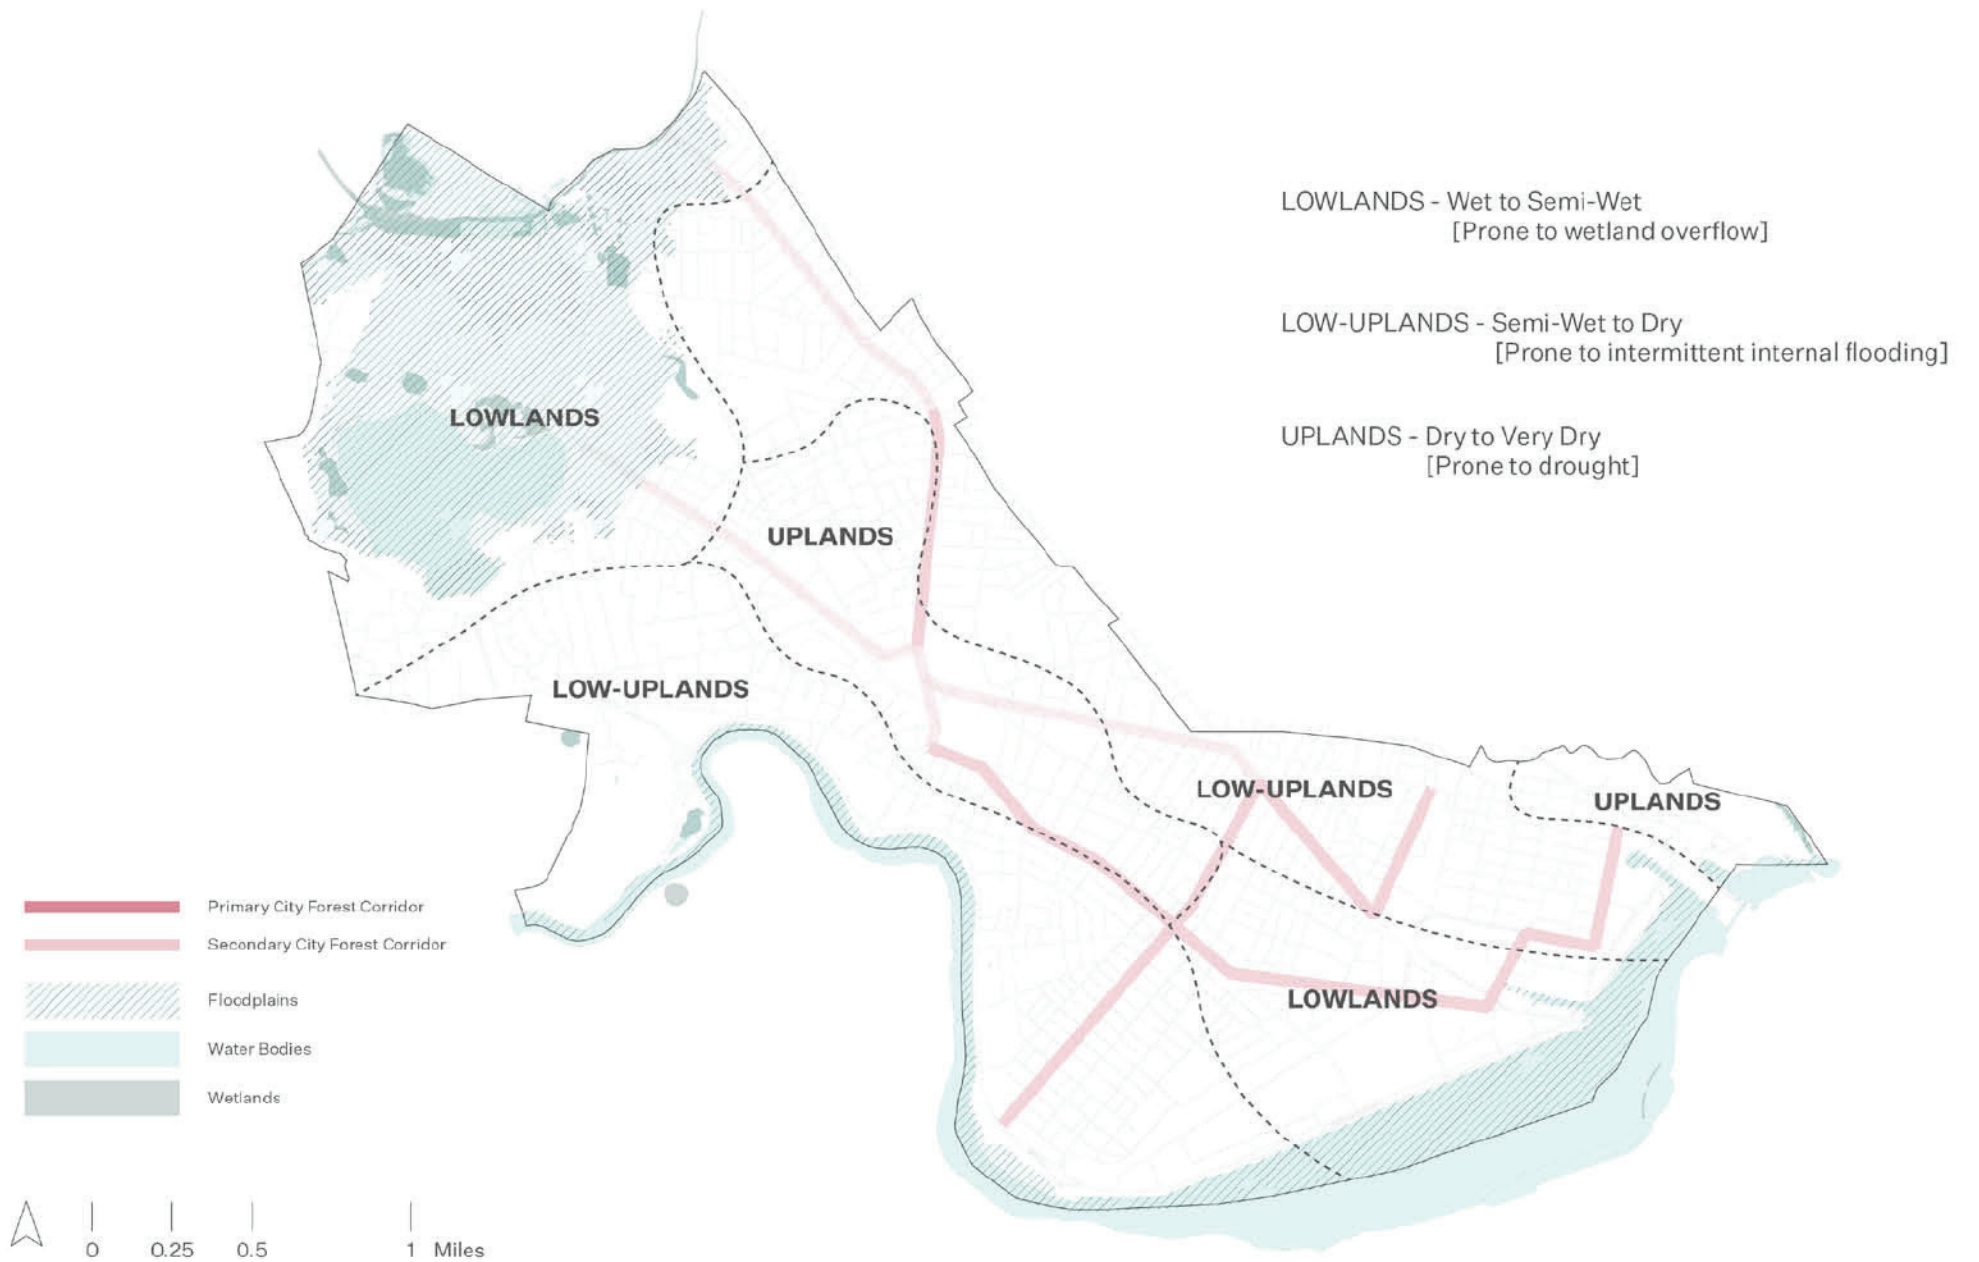 LOWLANDS - Wet to Semi-Wet
[Prone to wetland overflow]
LOW-UPLANDS - Semi-Wet to Dry
[Prone to intermittent internal flooding]
UPLANDS - Dry to Very Dry
[Prone to drought]
LOWLANDS
UPLANDS
LOW-UPLANDS
LOW-UPLANDS
UPLANDS
LOWLANDS
Primary City Forest Corridor
Secondary City Forest Corridor
Floodplains
Water Bodies
Wetlands
0 0.25 0.5 1 Miles